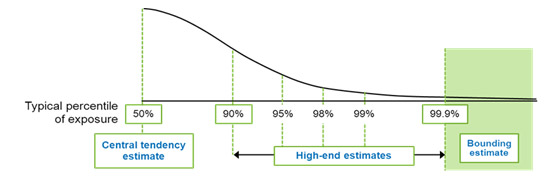 Typical percentile
of exposure
50%
90%
95%
98%
99%
99.9%
Central tendency
estimate
High-end estimates
Bounding
estimate